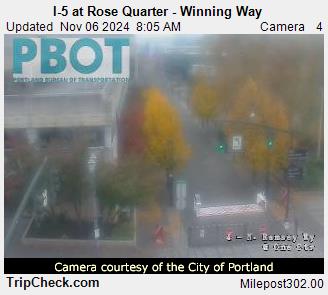 I-5 at Rose Quarter - Winning Way
Updated Nov 06 2024 8:05 AM Camera 4
PBOT
PORTLAND BUREAU OF TRANSPORTATION
Camera courtesy of the City of Portland
TripCheck.com Milepost302.00